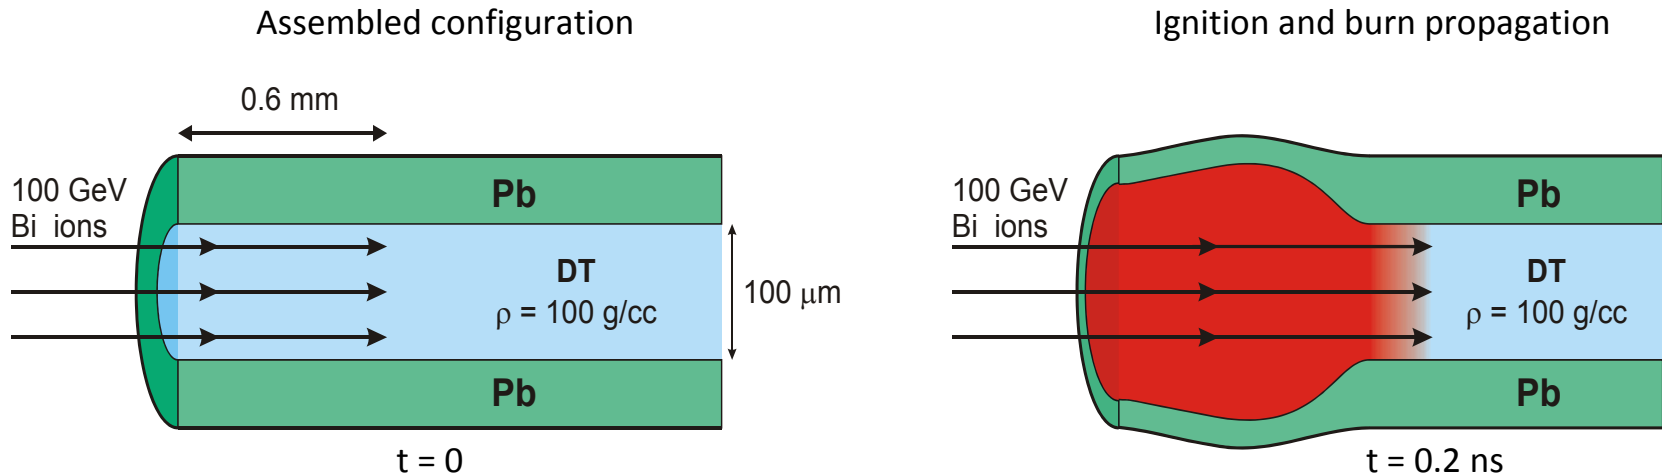 Assembled configuration
0.6 mm
100 GeV
Bi ions
Pb
DT
ρ = 100 g/cc
100 μm
Pb
t = 0
Ignition and burn propagation
100 GeV
Bi ions
Pb
DT
ρ = 100 g/cc
Pb
t = 0.2 ns